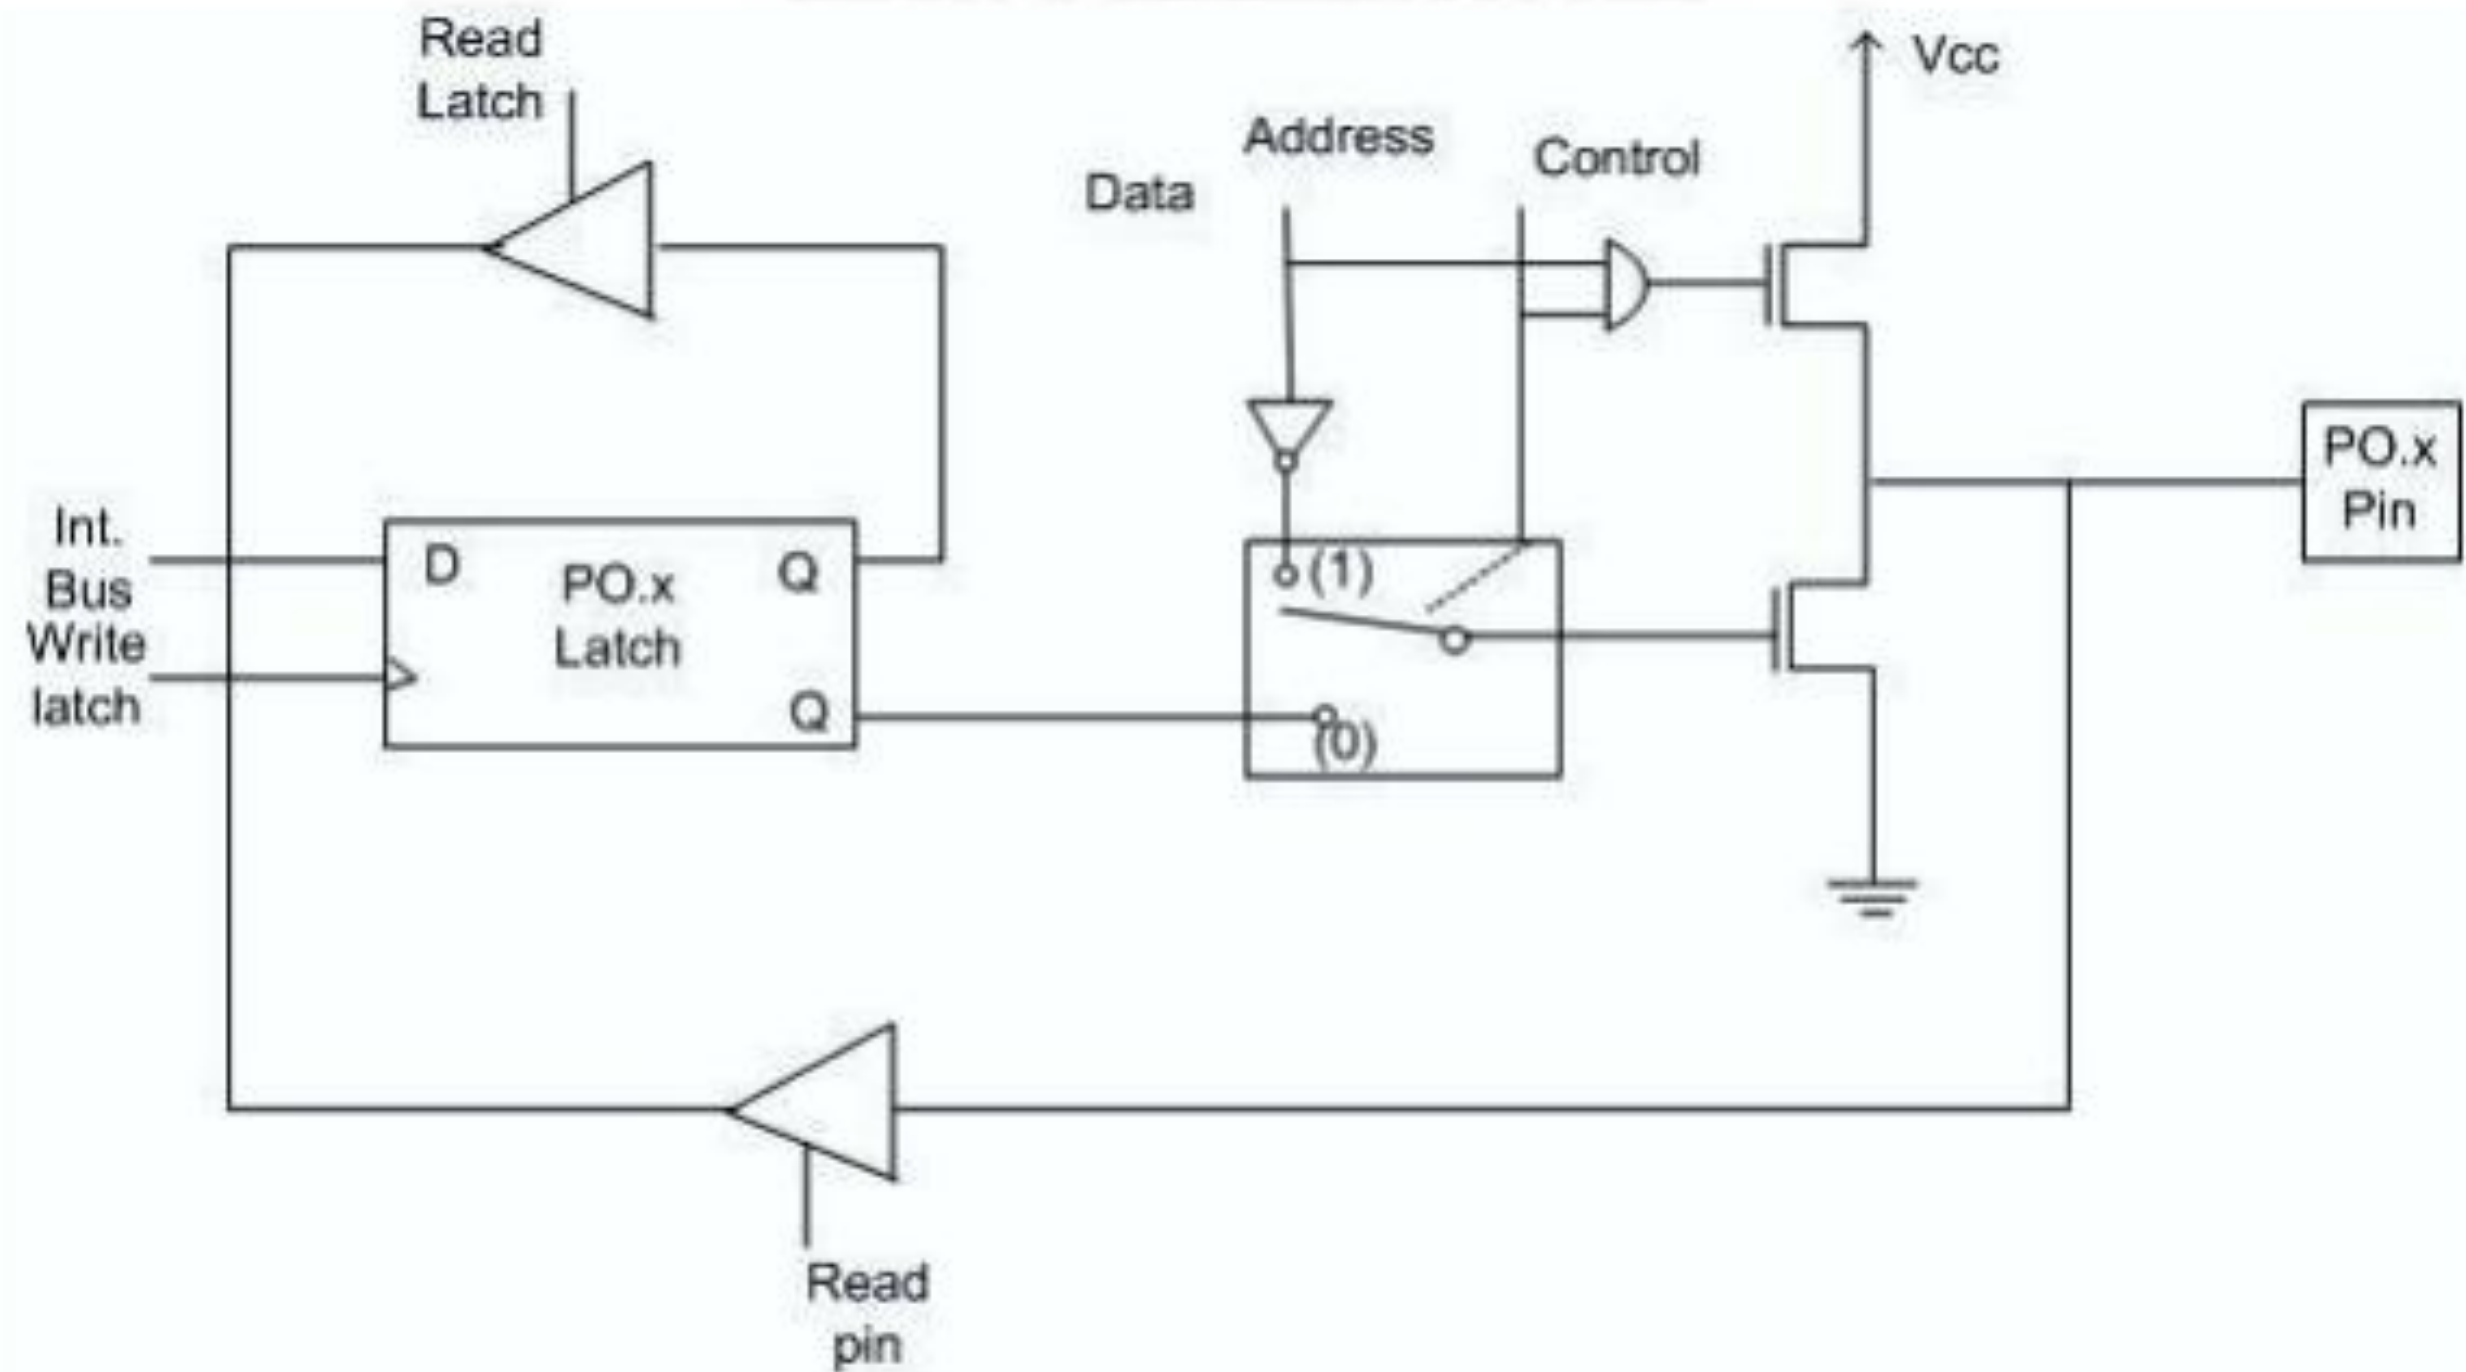 Read
Latch
Vcc
Address
Control
Data
PO.x
Pin
Int.
Bus
Write
latch
D
PO.x
Latch
Q
Q
(1)
(0)
Read
pin